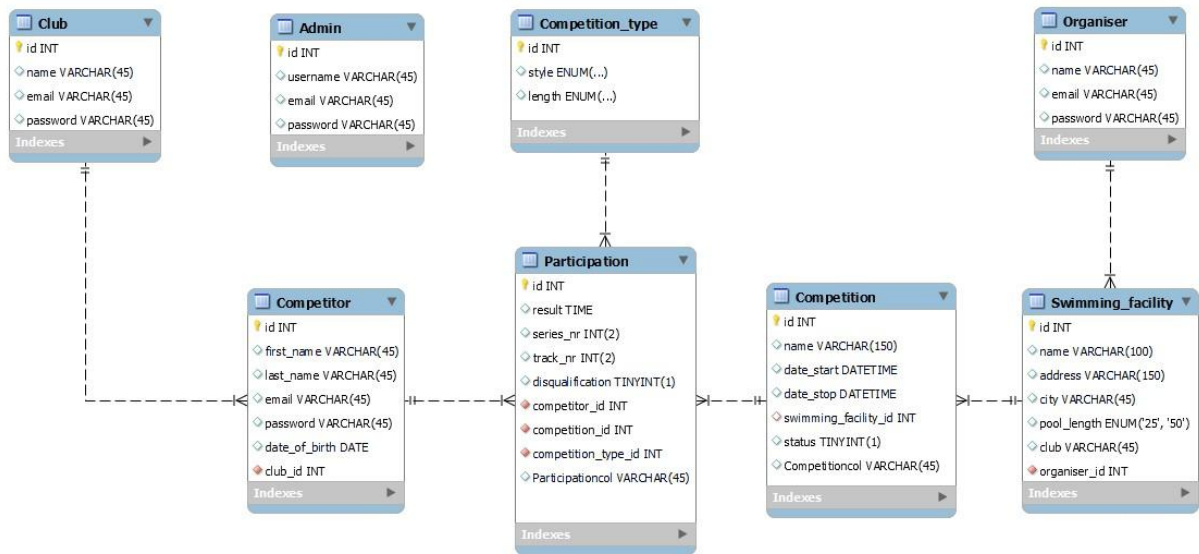 Club
id INT
name VARCHAR(45)
email VARCHAR(45)
password VARCHAR(45)
Indexes
Admin
id INT
username VARCHAR(45)
email VARCHAR(45)
password VARCHAR(45)
Indexes
Competition_type
id INT
style ENUM(...)
length ENUM(...)
Indexes
Organiser
id INT
name VARCHAR(45)
email VARCHAR(45)
password VARCHAR(45)
Indexes
Competitor
id INT
first_name VARCHAR(45)
last_name VARCHAR(45)
email VARCHAR(45)
password VARCHAR(45)
date_of_birth DATE
club_id INT
Indexes
Participation
id INT
result TIME
series_nr INT(2)
track_nr INT(2)
disqualification TINYINT(1)
competitor_id INT
competition_id INT
competition_type_id INT
Participationcol VARCHAR(45)
Indexes
Competition
id INT
name VARCHAR(150)
date_start DATETIME
date_stop DATETIME
swimming_facility_id INT
status TINYINT(1)
Competitioncol VARCHAR(45)
Indexes
Swimming_facility
id INT
name VARCHAR(100)
address VARCHAR(150)
city VARCHAR(45)
pool_length ENUM('25', '50')
club VARCHAR(45)
organiser_id INT
Indexes